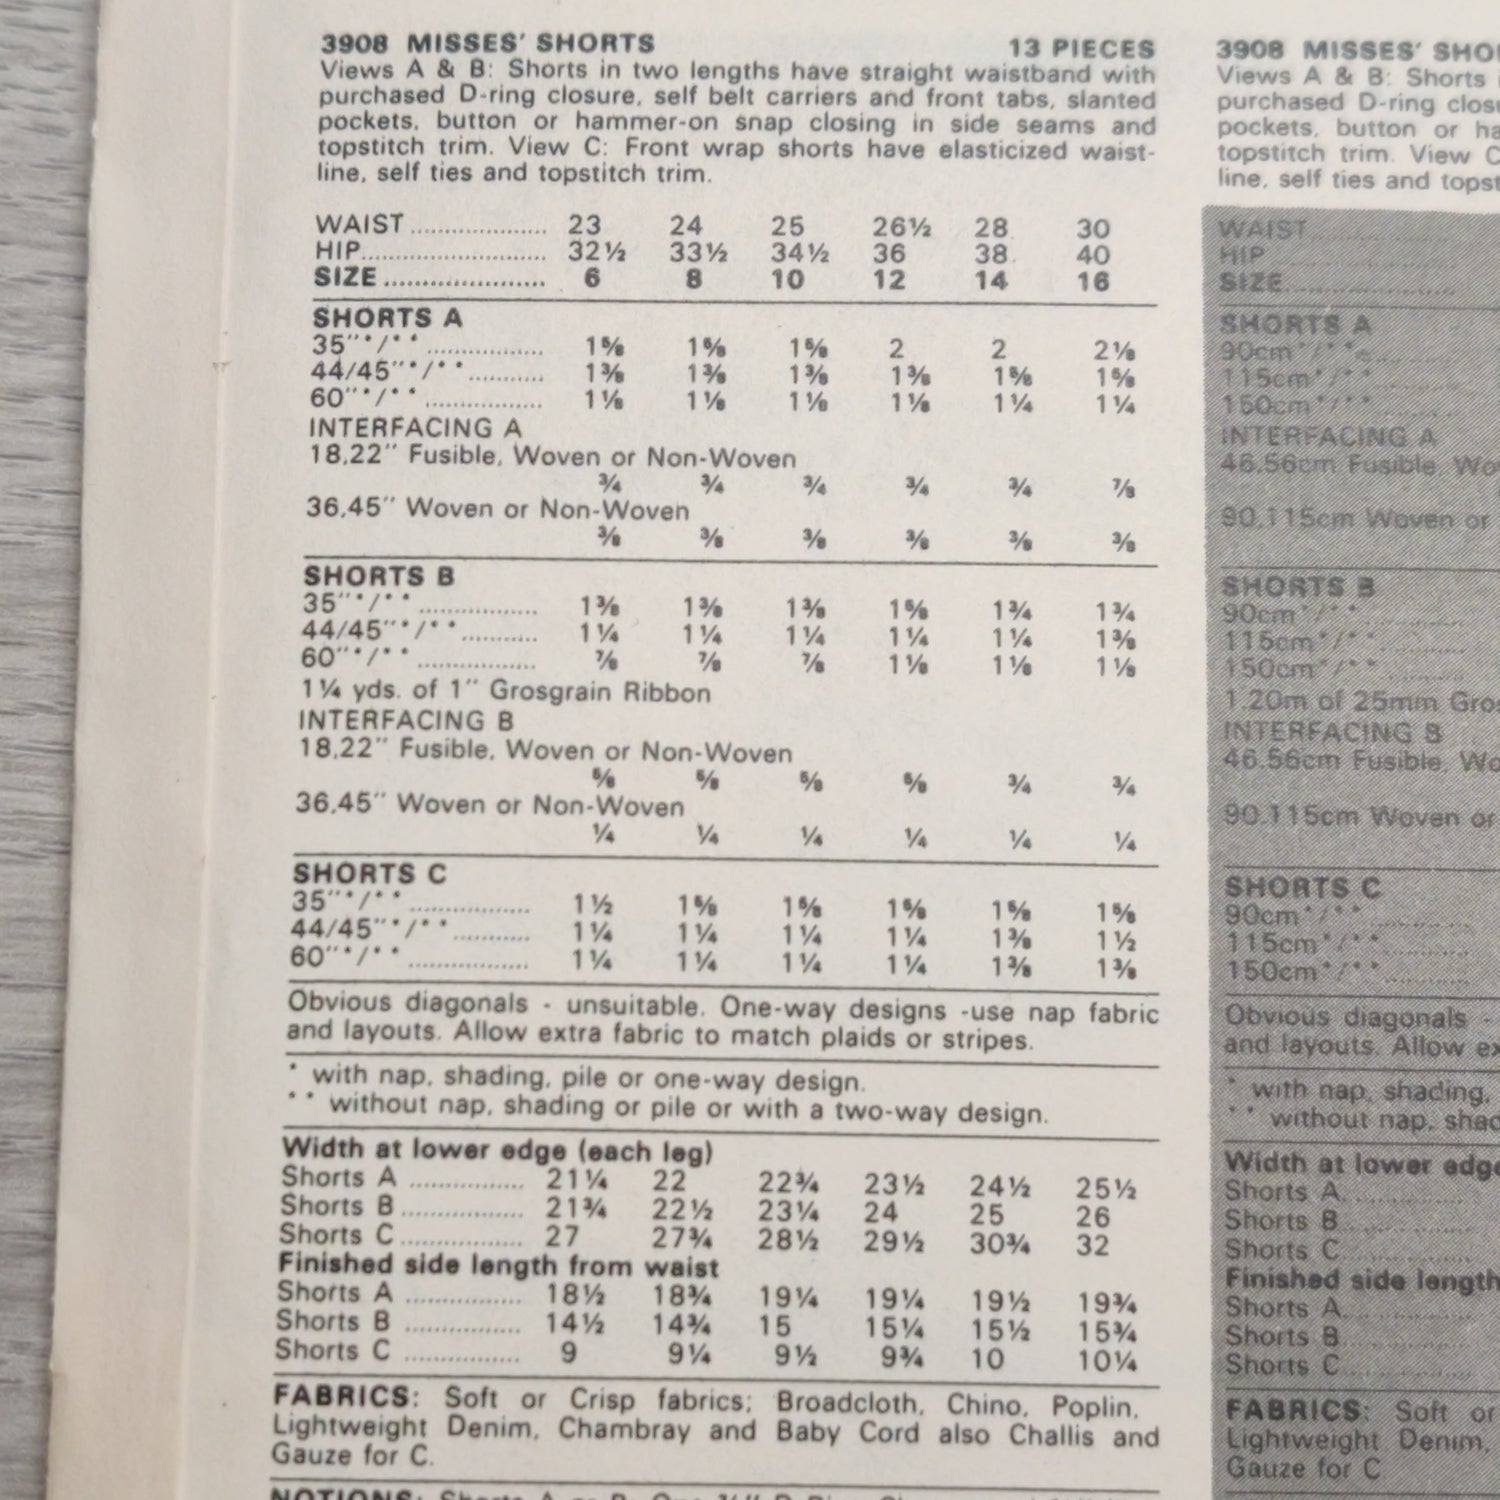 3908 MISSES' SHORTS 13 PIECES
Views A & B: Shorts in two lengths have straight waistband with
purchased D-ring closure, self belt carriers and front tabs, slanted
pockets, button or hammer-on snap closing in side seams and
topstitch trim. View C: Front wrap shorts have elasticized waist-
line, self ties and topstitch trim.
WAIST .................... 23 24 25 26½ 28 30
HIP........................... 32½ 33½ 34½ 36 38 40
SIZE ....................... 6 8 10 12 14 16
SHORTS A
35"*/** ................. 1⅝ 1⅝ 1⅝ 2 2 2⅛
44/45"*/** ........... 1⅜ 1⅜ 1⅜ 1⅜ 1⅝ 1⅝
60"*/** ................. 1⅛ 1⅛ 1⅛ 1⅛ 1¼ 1¼
INTERFACING A
18,22" Fusible, Woven or Non-Woven
¾ ¾ ¾ ¾ ¾ ⅞
36,45" Woven or Non-Woven
⅜ ⅜ ⅜ ⅜ ⅜ ⅜
SHORTS B
35"*/** ................. 1⅜ 1⅜ 1⅜ 1⅝ 1¾ 1¾
44/45"*/** ........... 1¼ 1¼ 1¼ 1¼ 1¼ 1⅜
60"*/** ................. ⅞ ⅞ ⅞ 1⅛ 1⅛ 1⅛
1¼ yds. of 1" Grosgrain Ribbon
INTERFACING B
18,22" Fusible, Woven or Non-Woven
⅝ ⅝ ⅝ ⅝ ¾ ¾
36,45" Woven or Non-Woven
¼ ¼ ¼ ¼ ¼ ¼
SHORTS C
35"*/** ................. 1½ 1⅝ 1⅝ 1⅝ 1⅝ 1⅝
44/45"*/** ........... 1¼ 1¼ 1¼ 1¼ 1⅜ 1½
60"*/** ................. 1¼ 1¼ 1¼ 1¼ 1⅜ 1⅜
Obvious diagonals - unsuitable. One-way designs -use nap fabric
and layouts. Allow extra fabric to match plaids or stripes.
* with nap, shading, pile or one-way design.
** without nap, shading or pile or with a two-way design.
Width at lower edge (each leg)
Shorts A ................ 21¼ 22 22¾ 23½ 24½ 25½
Shorts B................. 21¾ 22½ 23¼ 24 25 26
Shorts C................. 27 27¾ 28½ 29½ 30¾ 32
Finished side length from waist
Shorts A ................ 18½ 18¾ 19¼ 19¼ 19½ 19¾
Shorts B ................ 14½ 14¾ 15 15¼ 15½ 15¾
Shorts C ................ 9 9¼ 9½ 9¾ 10 10¼
FABRICS: Soft or Crisp fabrics; Broadcloth, Chino, Poplin,
Lightweight Denim, Chambray and Baby Cord also Challis and
Gauze for C.
NOTIONS: Shorts A or B: One
3908 MISSES' SHO
Views A & B: Shorts
purchased D-ring clos
pockets, button or ha
topstitch trim. View C
line, self ties and topst
WAIST
HIP
SIZE
SHORTS A
90cm*/**
115cm*/**
150cm*/**
INTERFACING A
46,56cm Fusible, Wo
90,115cm Woven or
SHORTS B
90cm*/**
115cm*/**
150cm*/**
1.20m of 25mm Gros
INTERFACING B
46,56cm Fusible, Wo
90,115cm Woven or
SHORTS C
90cm*/**
115cm*/**
150cm*/**
Obvious diagonals -
and layouts. Allow ex
* with nap, shading,
** without nap, shad
Width at lower edge
Shorts A
Shorts B
Shorts C
Finished side length
Shorts A
Shorts B
Shorts C
FABRICS: Soft or
Lightweight Denim,
Gauze for C